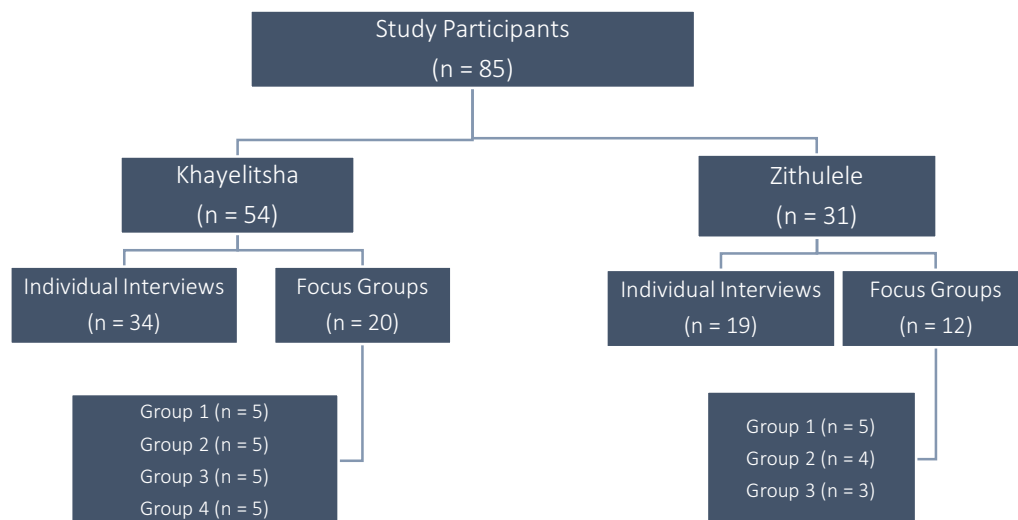 Study Participants
(n = 85)
Khayelitsha
(n = 54)
Zithulele
(n = 31)
Individual Interviews
(n = 34)
Focus Groups
(n = 20)
Individual Interviews
(n = 19)
Focus Groups
(n = 12)
Group 1 (n = 5)
Group 2 (n = 5)
Group 3 (n = 5)
Group 4 (n = 5)
Group 1 (n = 5)
Group 2 (n = 4)
Group 3 (n = 3)